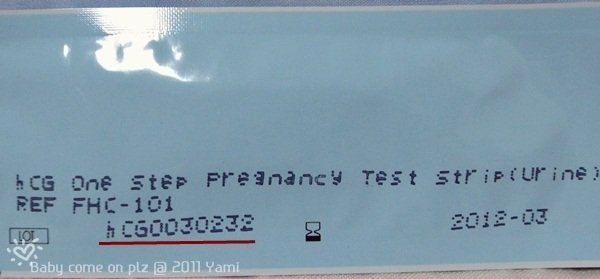 hCG One Step Pregnancy Test Strip(Urine)
REF FHC-101
LOT hCG0030232 2012-03
Baby come on plz @ 2011 Yami